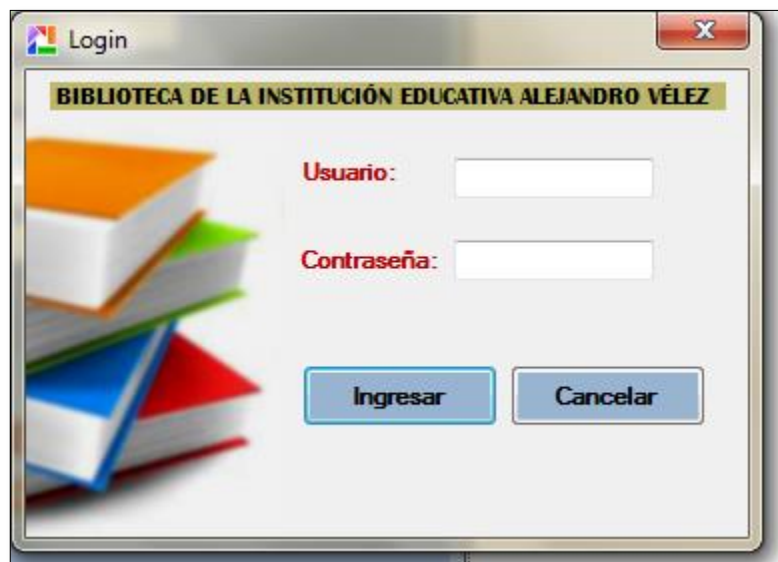 Login
BIBLIOTECA DE LA INSTITUCIÓN EDUCATIVA ALEJANDRO VÉLEZ
Usuario:
Contraseña:
Ingresar Cancelar